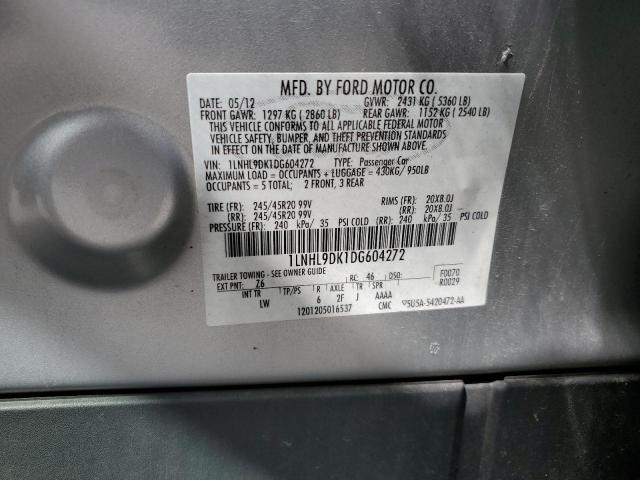 MFD. BY FORD MOTOR CO.
DATE: 05/12 GVWR: 2431 KG ( 5360 LB)
FRONT GAWR: 1297 KG ( 2860 LB) REAR GAWR: 1152 KG ( 2540 LB)
THIS VEHICLE CONFORMS TO ALL APPLICABLE FEDERAL MOTOR
VEHICLE SAFETY, BUMPER, AND THEFT PREVENTION STANDARDS
IN EFFECT ON THE DATE OF MANUFACTURE SHOWN ABOVE.
VIN: 1LNHL9DK1DG604272 TYPE: Passenger Car
MAXIMUM LOAD = OCCUPANTS + LUGGAGE = 430KG/ 950LB
OCCUPANTS = 5 TOTAL: 2 FRONT, 3 REAR
TIRE (FR): 245/45R20 99V RIMS (FR): 20X8.0J
(RR): 245/45R20 99V (RR): 20X8.0J
PRESSURE (FR): 240 kPa/ 35 PSI COLD (RR): 240 kPa/ 35 PSI COLD
1LNHL9DK1DG604272
TRAILER TOWING - SEE OWNER GUIDE
EXT PNT: Z6 RC: 46 DSO: F0070
INT TR TP/PS R AXLE TR SPR R0029
LW 6 2F J AAAA
1201205016537 CMC 5U5A-5420472-AA